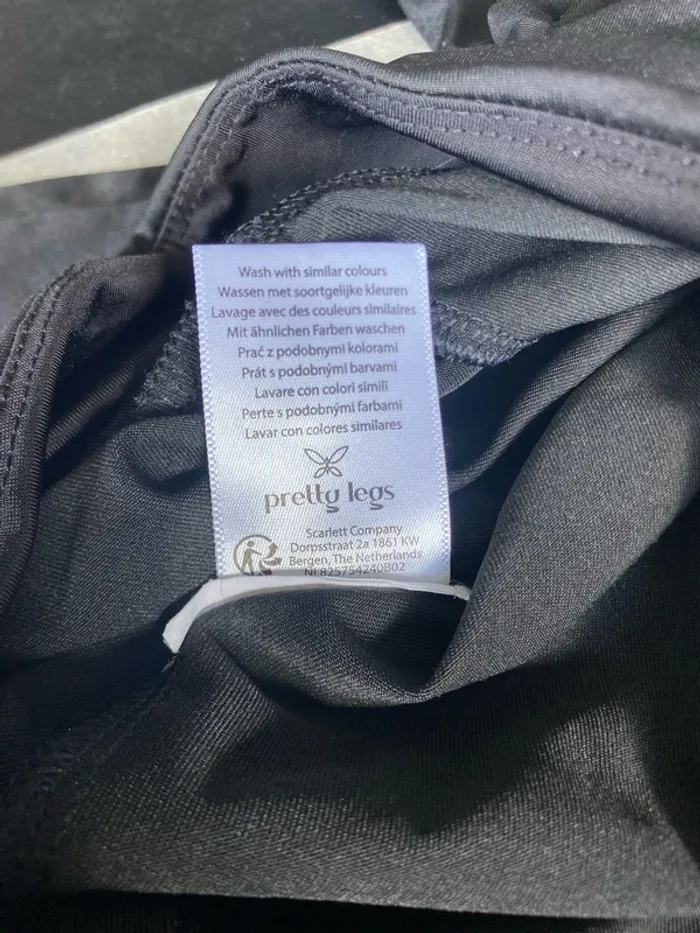 Wash with similar colours
Wassen met soortgelijke kleuren
Lavage avec des couleurs similaires
Mit ähnlichen Farben waschen
Prać z podobnymi kolorami
Prát s podobnými barvami
Lavare con colori simili
Perte s podobnými farbami
Lavar con colores similares
pretty legs
Scarlett Company
Dorpsstraat 2a 1861 KW
Bergen, The Netherlands
NL825754240B02